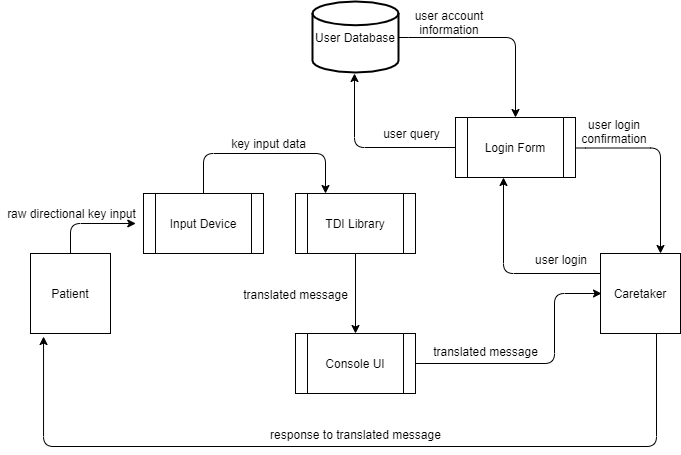 user account
information
User Database
user query
Login Form
user login
confirmation
key input data
raw directional key input
Input Device
TDI Library
user login
Patient
translated message
Caretaker
Console UI
translated message
response to translated message